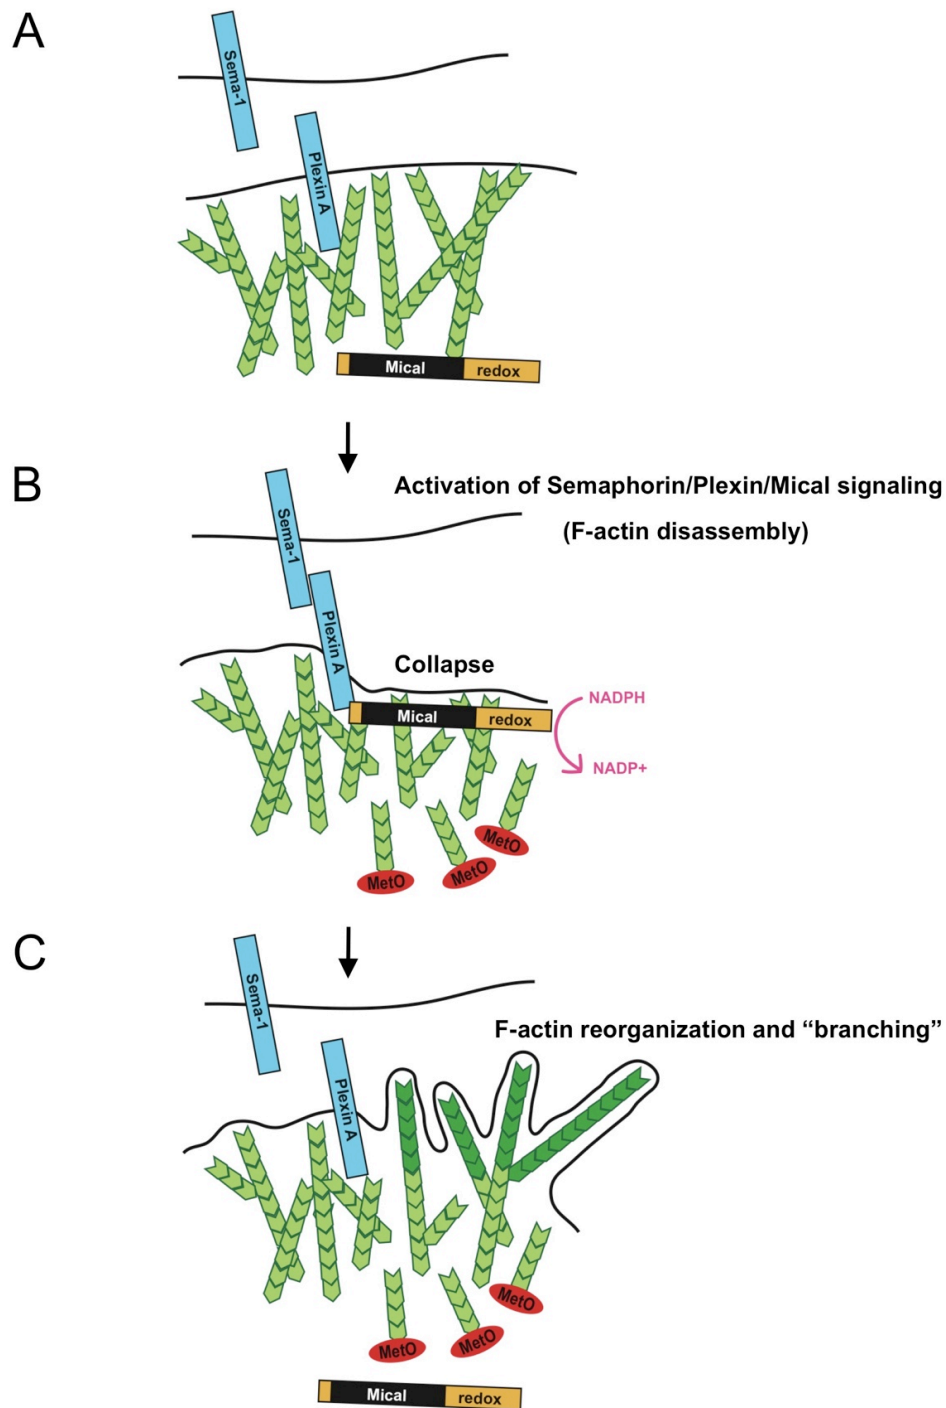 A
Sema-1
Plexin A
Mical
redox
B
Activation of Semaphorin/Plexin/Mical signaling
(F-actin disassembly)
Sema-1
Plexin A
Collapse
Mical
redox
NADPH
NADP+
MetO
MetO
MetO
C
Sema-1
F-actin reorganization and “branching”
Plexin A
MetO
MetO
MetO
Mical
redox